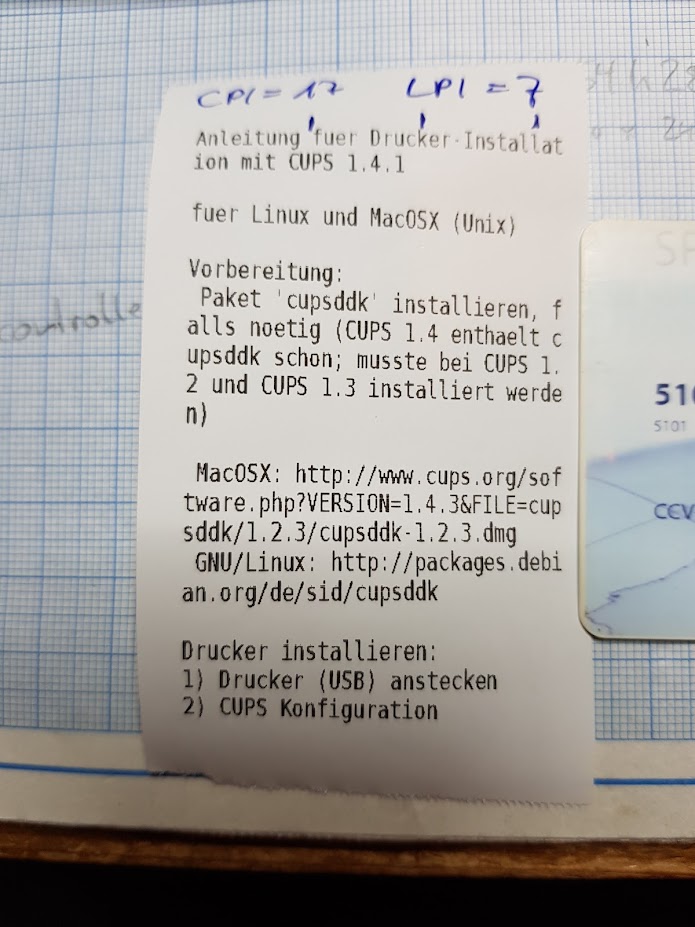 CPI = 17 LPI = 7
Anleitung fuer Drucker-Installat
ion mit CUPS 1.4.1
fuer Linux und MacOSX (Unix)
Vorbereitung:
Paket 'cupsddk' installieren, f
alls noetig (CUPS 1.4 enthaelt c
upsddk schon; musste bei CUPS 1.
2 und CUPS 1.3 installiert werde
n)
MacOSX: http://www.cups.org/sof
tware.php?VERSION=1.4.3&FILE=cup
sddk/1.2.3/cupsddk-1.2.3.dmg
GNU/Linux: http://packages.debi
an.org/de/sid/cupsddk
Drucker installieren:
1) Drucker (USB) anstecken
2) CUPS Konfiguration
controlle
510
5101